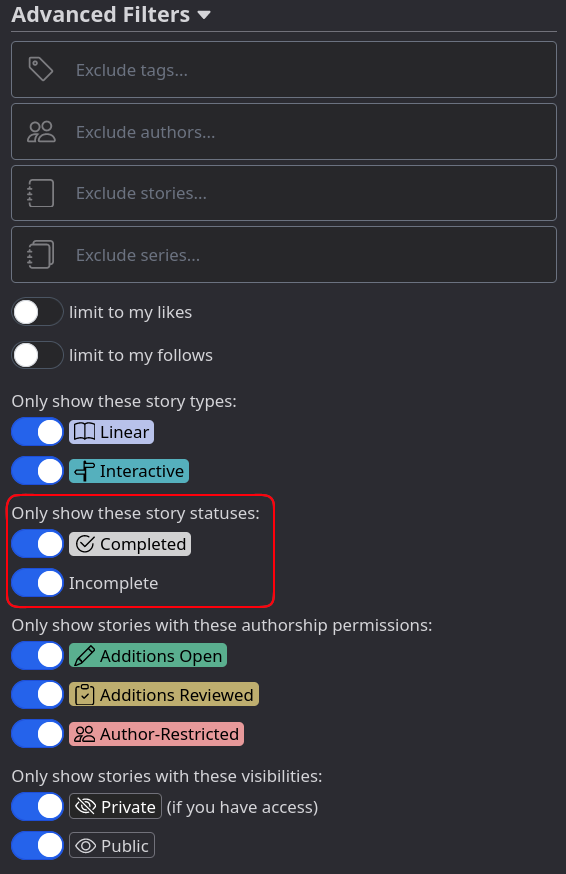 Advanced Filters
Exclude tags...
Exclude authors...
Exclude stories...
Exclude series...
limit to my likes
limit to my follows
Only show these story types:
Linear
Interactive
Only show these story statuses:
Completed
Incomplete
Only show stories with these authorship permissions:
Additions Open
Additions Reviewed
Author-Restricted
Only show stories with these visibilities:
Private (if you have access)
Public